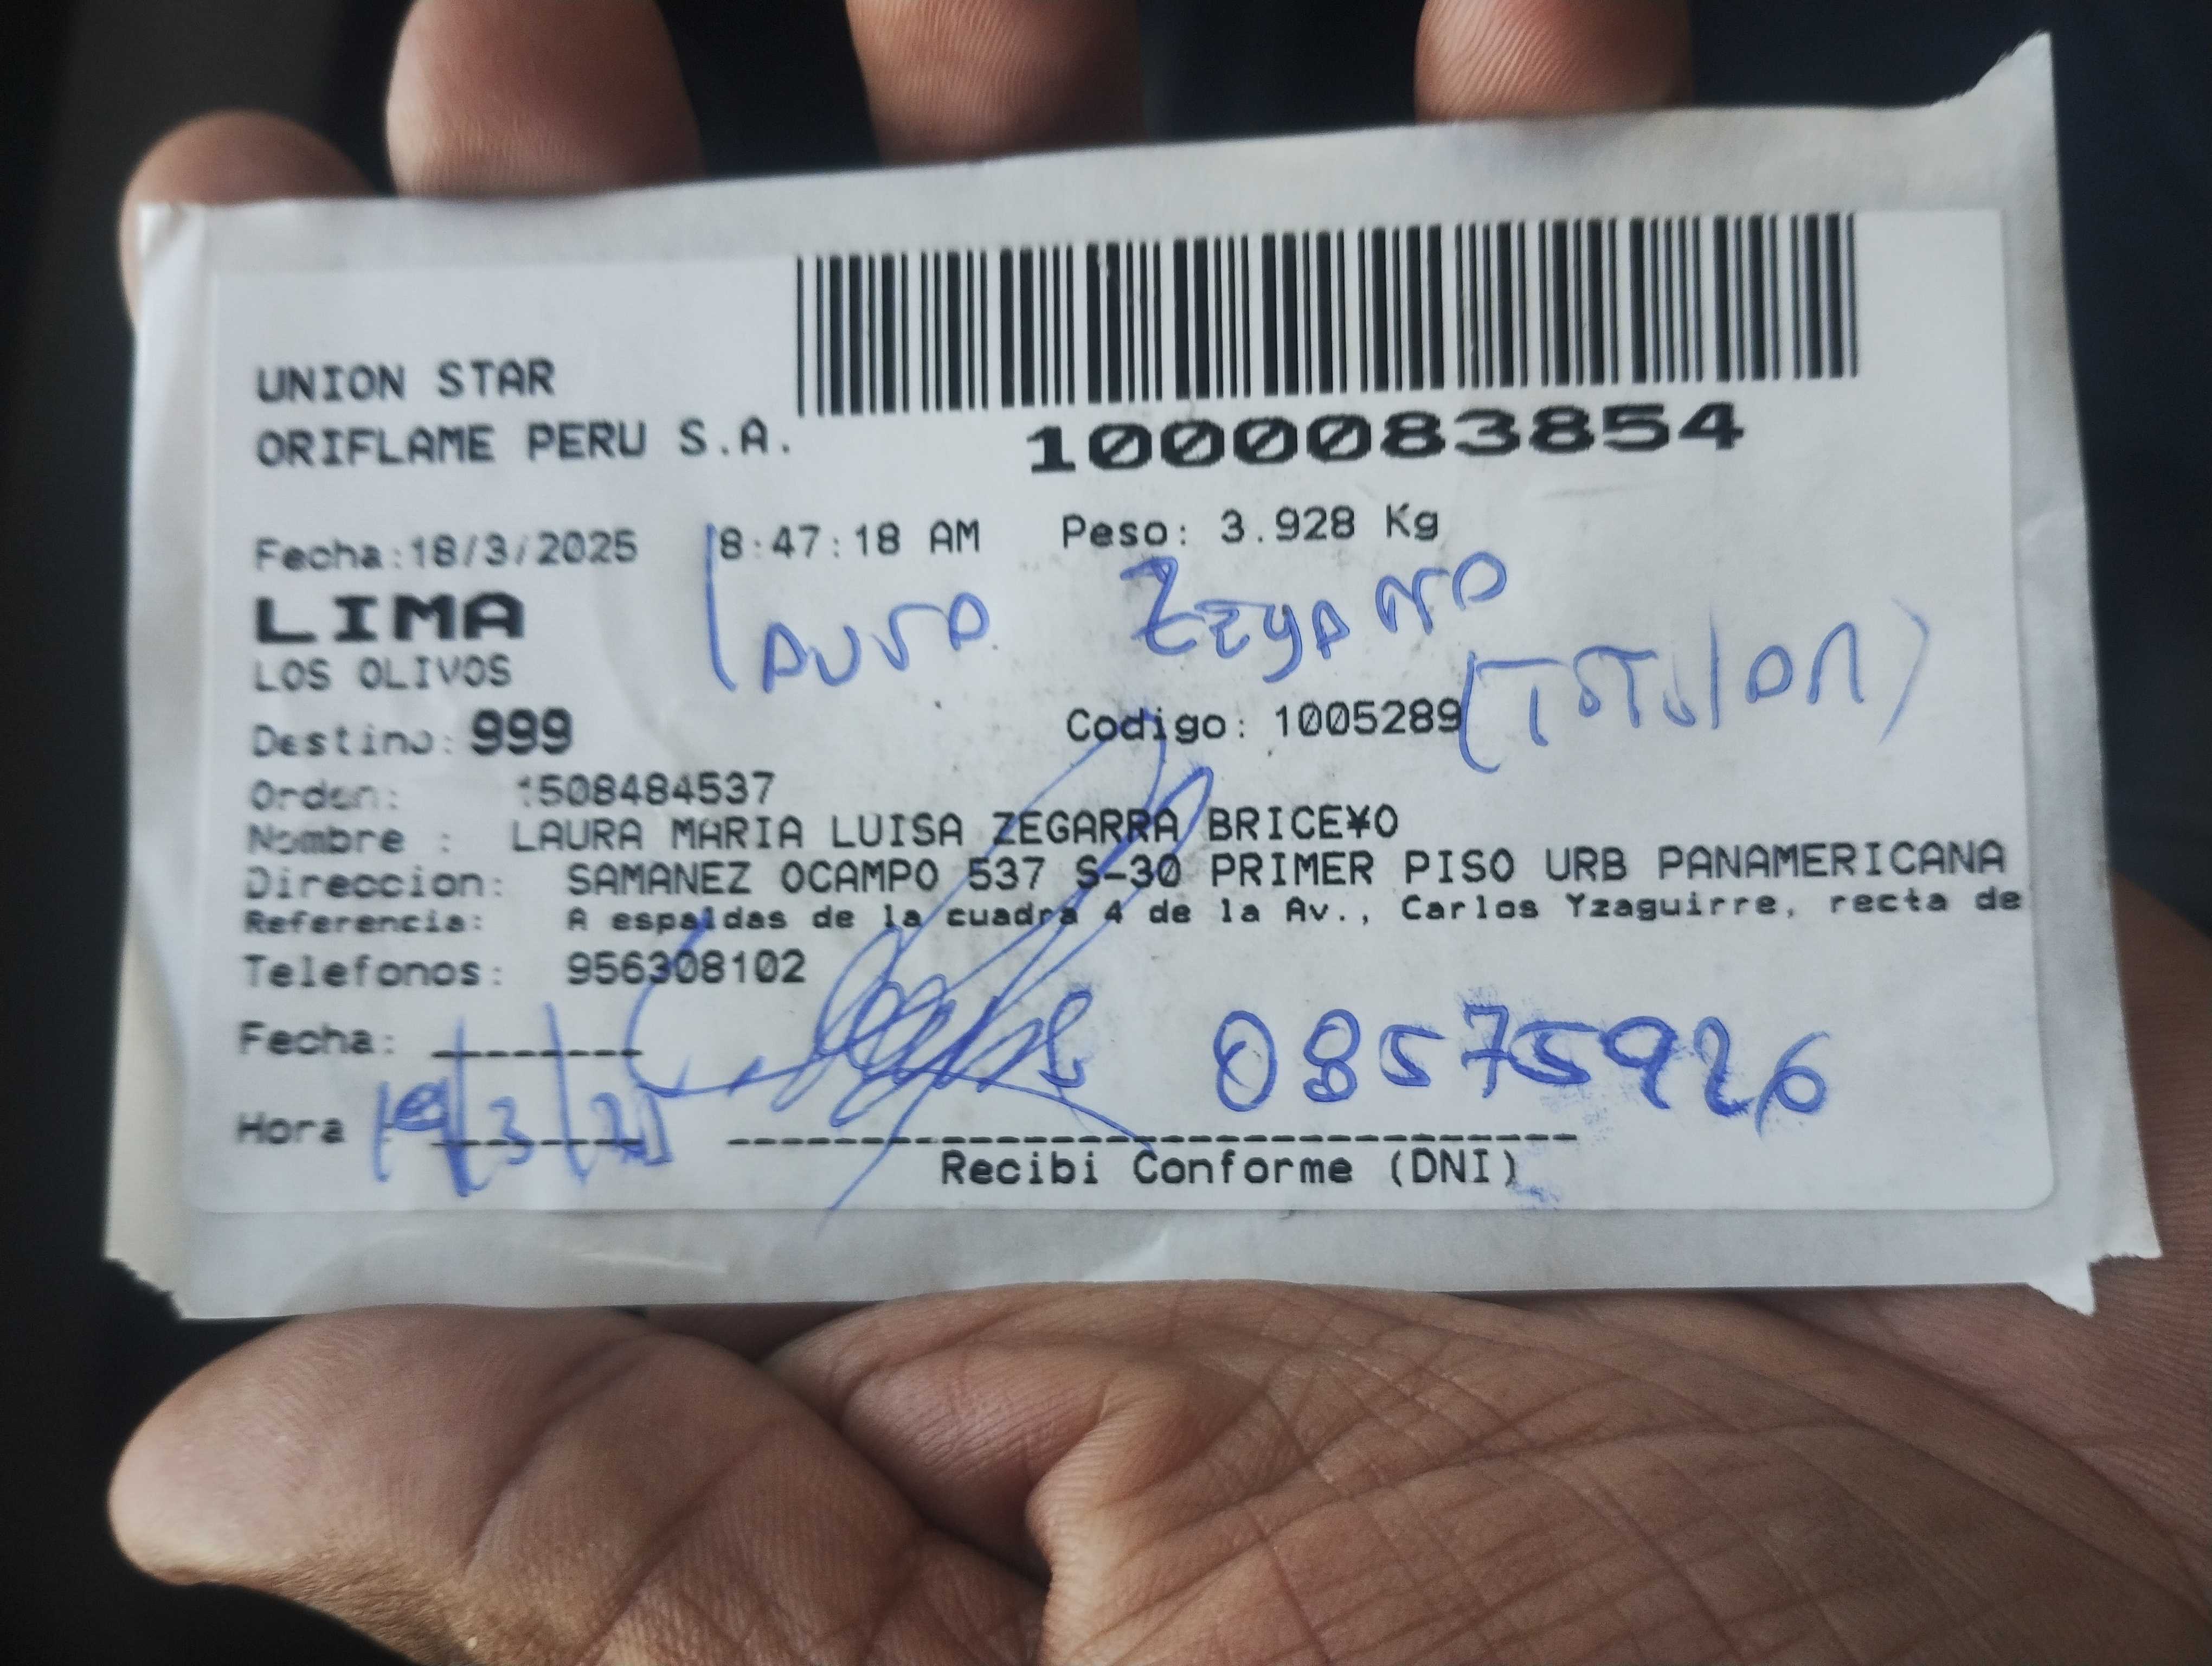 UNION STAR
ORIFLAME PERU S.A.
1000083854
Fecha:18/3/2025 8:47:18 AM Peso: 3.928 Kg
LIMA
Laura Zegarra
LOS OLIVOS
(TITULAR)
Destino: 999 Codigo: 1005289
Orden: 1508484537
Nombre : LAURA MARIA LUISA ZEGARRA BRICE¥O
Direccion: SAMANEZ OCAMPO 537 S-30 PRIMER PISO URB PANAMERICANA
Referencia: A espaldas de la cuadra 4 de la Av., Carlos Yzaguirre, recta de
Telefonos: 956308102
Fecha: --------
08575926
Hora 19/3/25
Recibi Conforme (DNI)